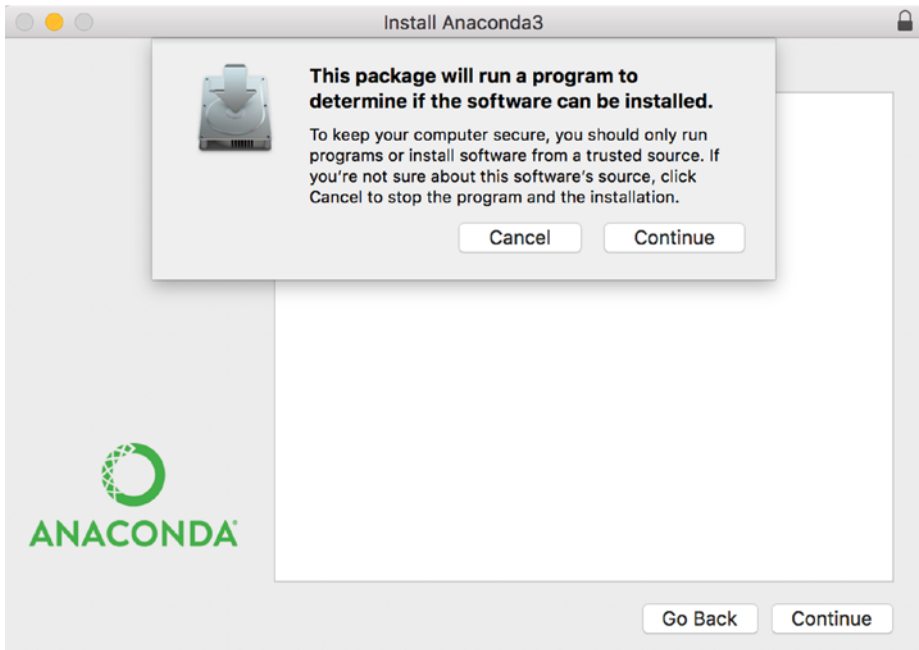 Install Anaconda3
This package will run a program to
determine if the software can be installed.
To keep your computer secure, you should only run
programs or install software from a trusted source. If
you're not sure about this software's source, click
Cancel to stop the program and the installation.
Cancel
Continue
ANACONDA
Go Back
Continue